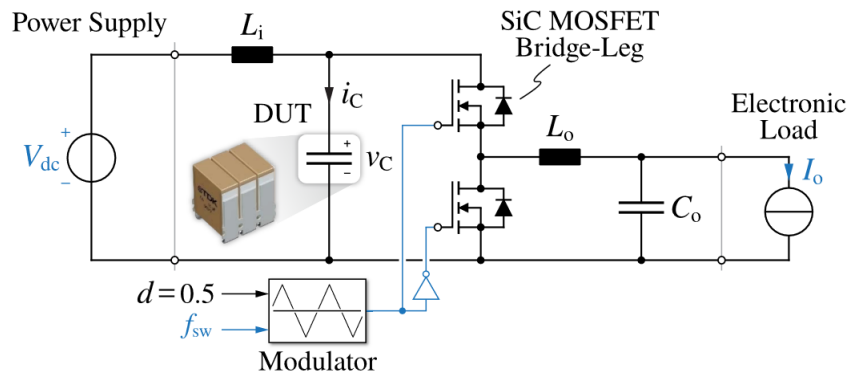 Power Supply
L_i
SiC MOSFET
Bridge-Leg
i_C
DUT
+
v_C
−
TDK
+
V_dc
−
L_o
Electronic
Load
I_o
C_o
d = 0.5
f_sw
Modulator